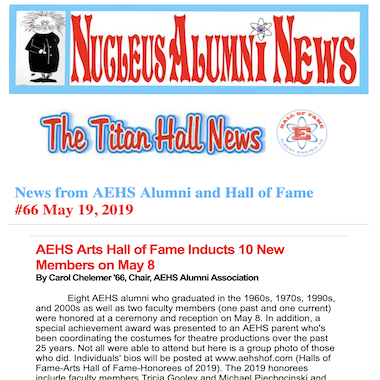 NUCLEUS ALUMNI NEWS
The Titan Hall News
HALL OF FAME
E
News from AEHS Alumni and Hall of Fame
#66 May 19, 2019
AEHS Arts Hall of Fame Inducts 10 New
Members on May 8
By Carol Chelemer '66, Chair, AEHS Alumni Association
Eight AEHS alumni who graduated in the 1960s, 1970s, 1990s,
and 2000s as well as two faculty members (one past and one current)
were honored at a ceremony and reception on May 8. In addition, a
special achievement award was presented to an AEHS parent who's
been coordinating the costumes for theatre productions over the past
25 years. Not all were able to attend but here is a group photo of those
who did. Individuals' bios will be posted at www.aehshof.com (Halls of
Fame-Arts Hall of Fame-Honorees of 2019). The 2019 honorees
include faculty members Tricia Gooley and Michael Piechocinski and